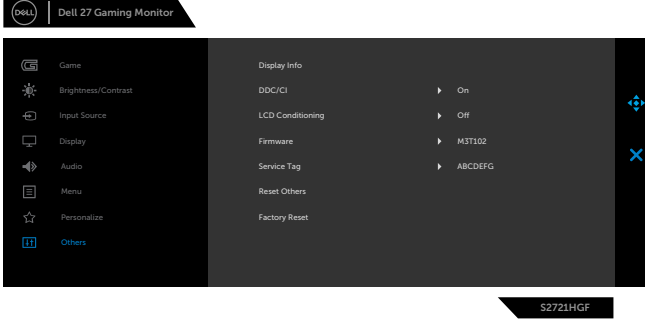 DELL Dell 27 Gaming Monitor
Game
Display Info
Brightness/Contrast
DDC/CI On
Input Source
LCD Conditioning Off
Display
Firmware M3T102
Audio
Service Tag ABCDEFG
Menu
Reset Others
Personalize
Factory Reset
Others
S2721HGF